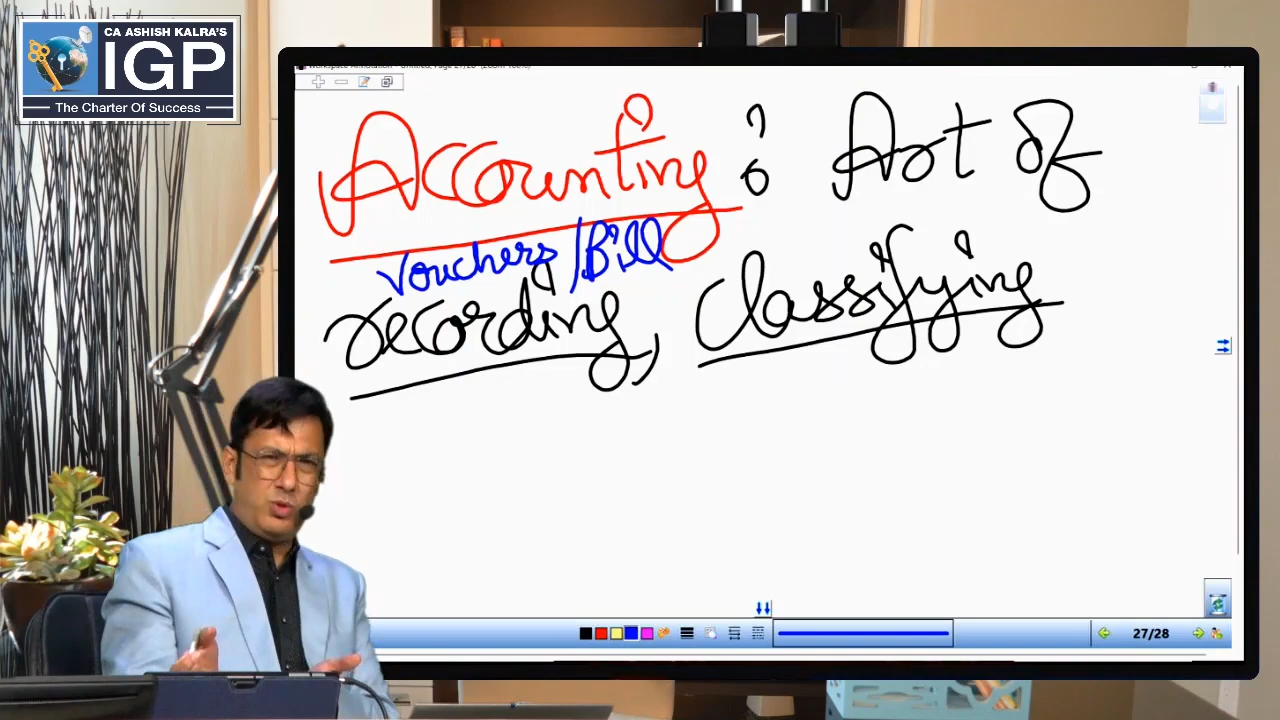 CA ASHISH KALRA'S
IGP
The Charter Of Success
Accounting : Art of
Vouchers/Bill
recording, Classifying
27/28